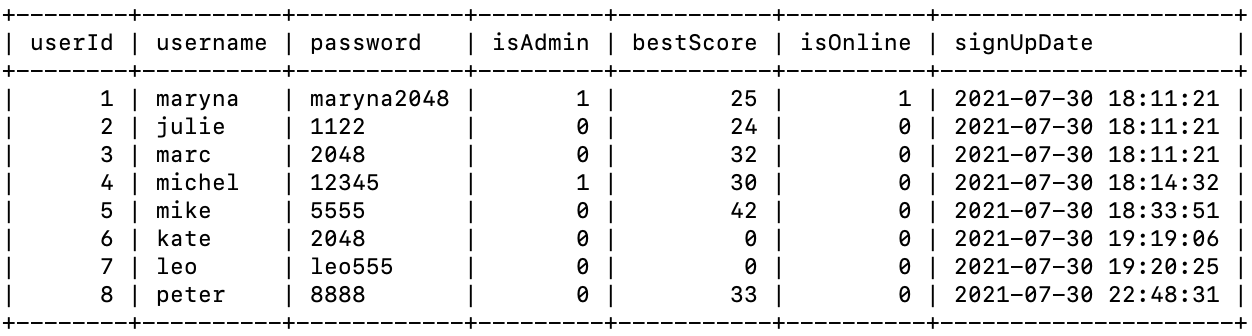 +--------+----------+------------+---------+-----------+----------+---------------------+
| userId | username | password   | isAdmin | bestScore | isOnline | signUpDate          |
+--------+----------+------------+---------+-----------+----------+---------------------+
|      1 | maryna   | maryna2048 |       1 |        25 |        1 | 2021-07-30 18:11:21 |
|      2 | julie    | 1122       |       0 |        24 |        0 | 2021-07-30 18:11:21 |
|      3 | marc     | 2048       |       0 |        32 |        0 | 2021-07-30 18:11:21 |
|      4 | michel   | 12345      |       1 |        30 |        0 | 2021-07-30 18:14:32 |
|      5 | mike     | 5555       |       0 |        42 |        0 | 2021-07-30 18:33:51 |
|      6 | kate     | 2048       |       0 |         0 |        0 | 2021-07-30 19:19:06 |
|      7 | leo      | leo555     |       0 |         0 |        0 | 2021-07-30 19:20:25 |
|      8 | peter    | 8888       |       0 |        33 |        0 | 2021-07-30 22:48:31 |
+--------+----------+------------+---------+-----------+----------+---------------------+